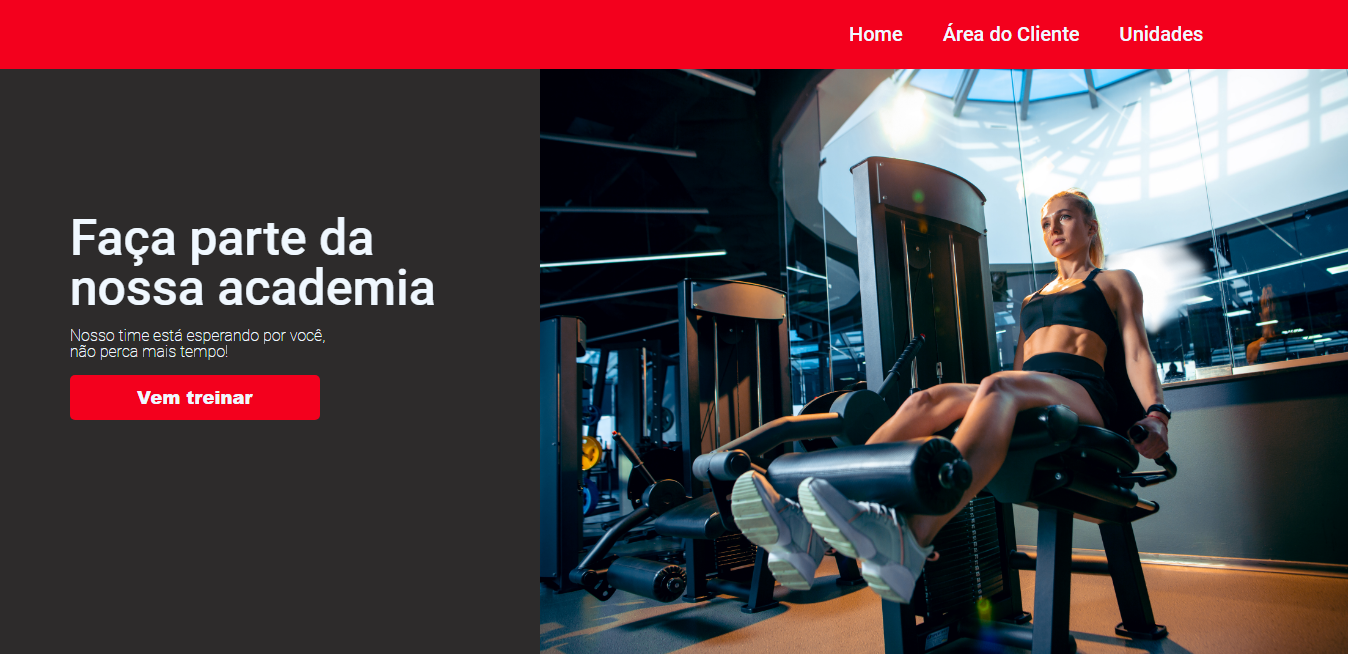 Home Área do Cliente Unidades
Faça parte da
nossa academia
Nosso time está esperando por você,
não perca mais tempo!
Vem treinar